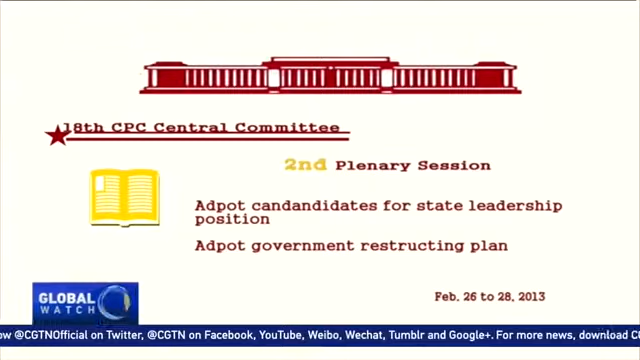 18th CPC Central Committee
2nd Plenary Session
Adpot candandidates for state leadership
position
Adpot government restructing plan
Feb. 26 to 28, 2013
GLOBAL
WATCH
@CGTNOfficial on Twitter, @CGTN on Facebook, YouTube, Weibo, Wechat, Tumblr and Google+. For more news, download